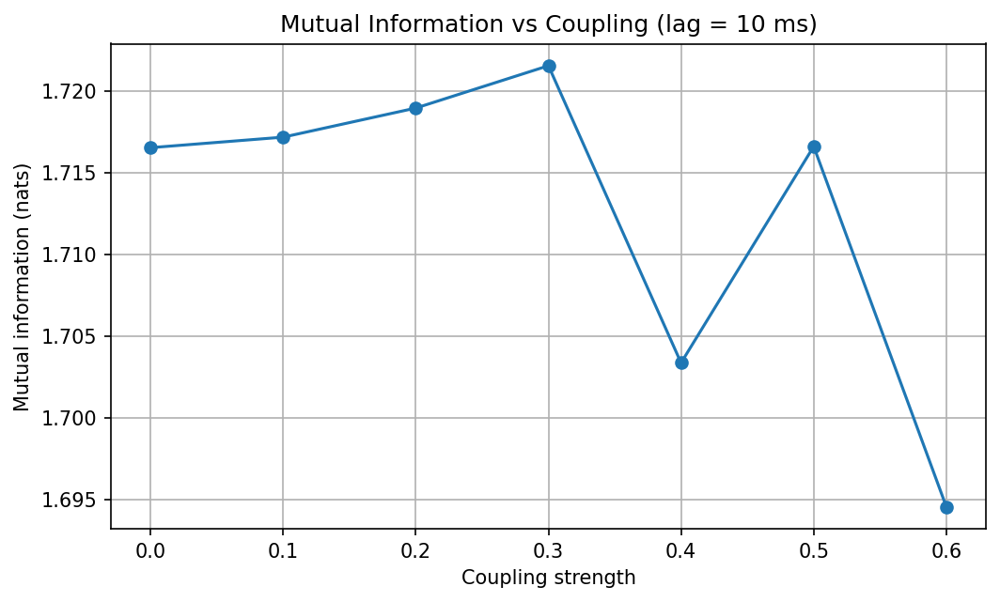 Mutual Information vs Coupling (lag = 10 ms)
Mutual information (nats)
1.720
1.715
1.710
1.705
1.700
1.695
0.0 0.1 0.2 0.3 0.4 0.5 0.6
Coupling strength